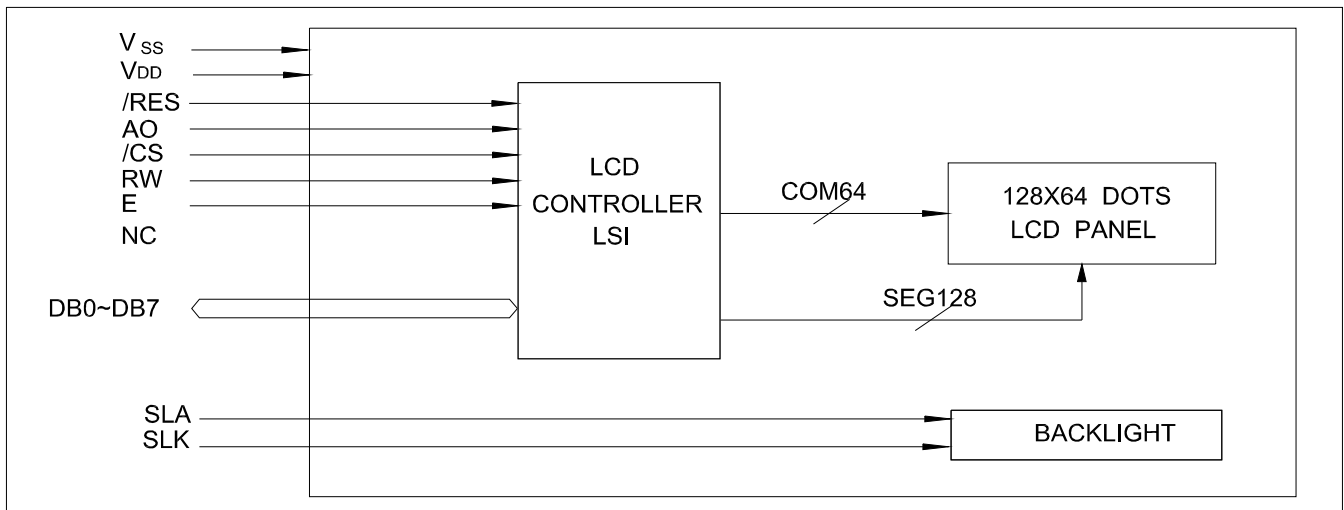 V SS
VDD
/RES
AO
/CS
RW
E
NC
DB0~DB7
SLA
SLK
LCD
CONTROLLER
LSI
COM64
SEG128
128X64 DOTS
LCD PANEL
BACKLIGHT